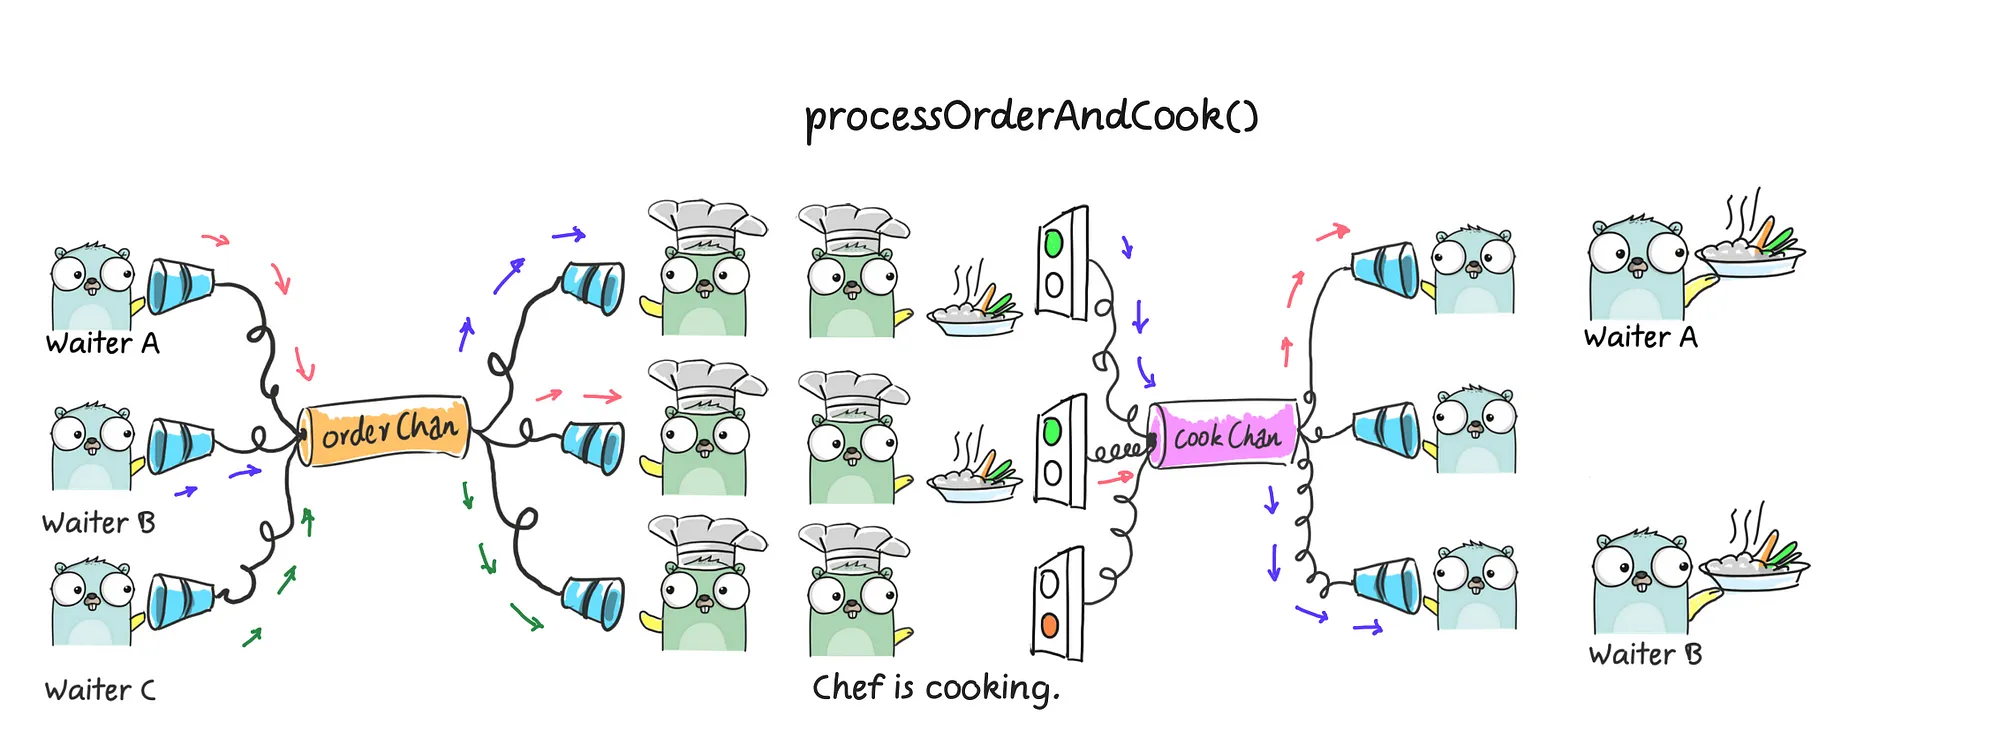 processOrderAndCook()
Waiter A
Waiter B
Waiter C
order Chan
Chef is cooking.
Cook Chan
Waiter A
Waiter B